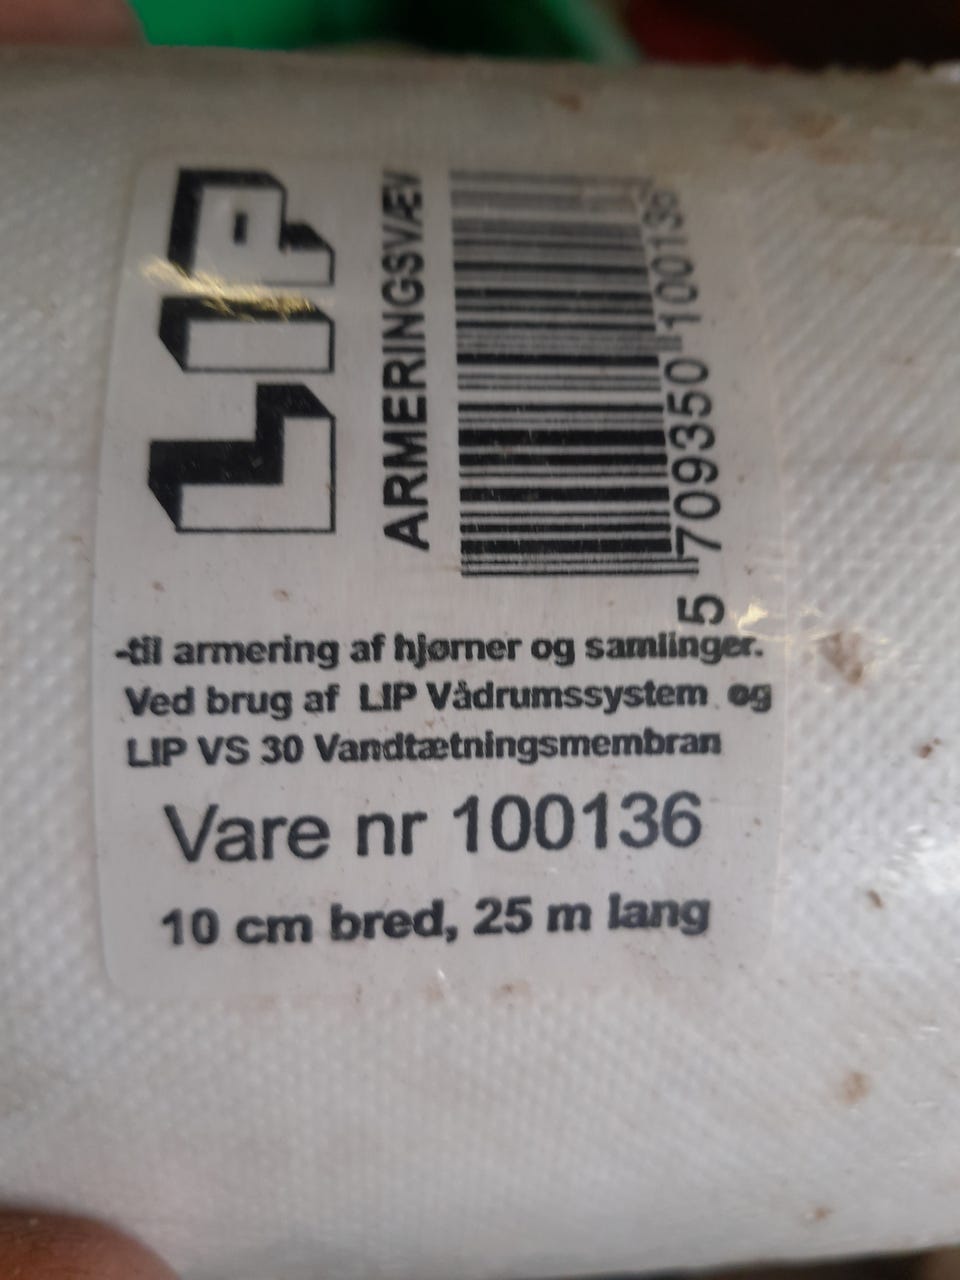 LIP
ARMERINGSVÆV
5 709350 100136
-til armering af hjørner og samlinger.
Ved brug af LIP Vådrumssystem og
LIP VS 30 Vandtætningsmembran
Vare nr 100136
10 cm bred, 25 m lang